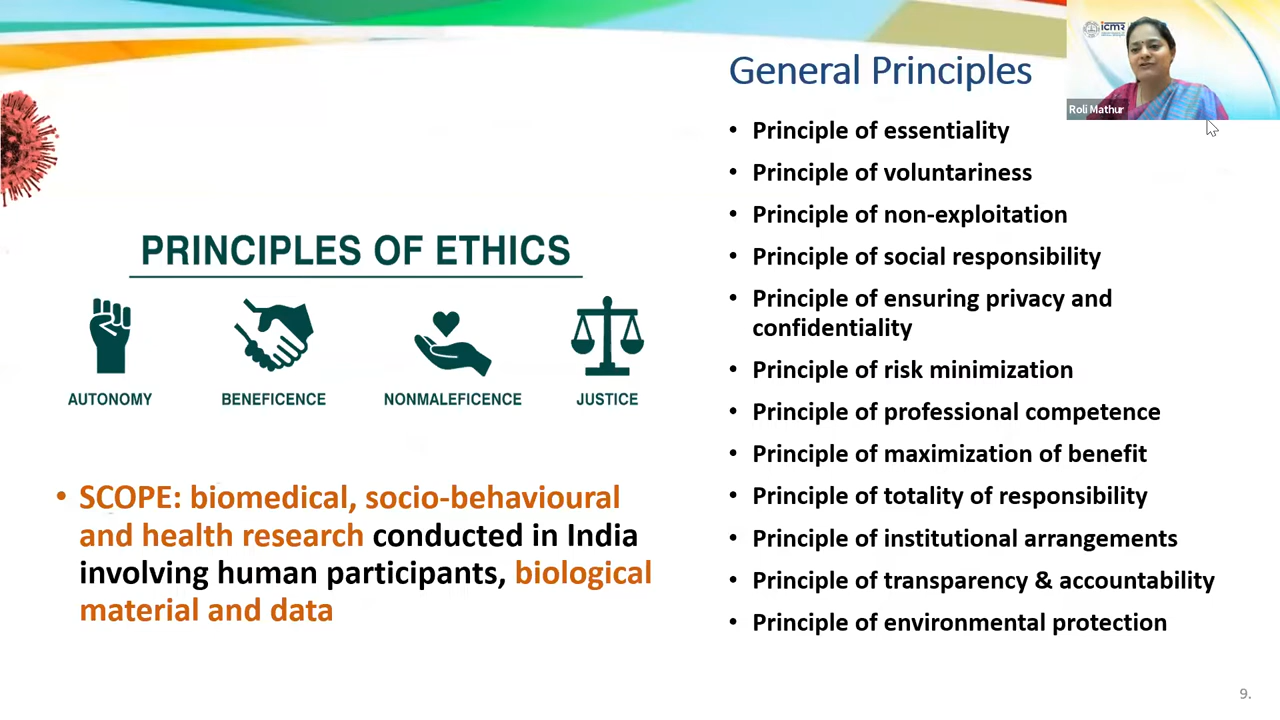 icmr
Roli Mathur
General Principles
• Principle of essentiality
• Principle of voluntariness
• Principle of non-exploitation
• Principle of social responsibility
• Principle of ensuring privacy and
confidentiality
• Principle of risk minimization
• Principle of professional competence
• Principle of maximization of benefit
• Principle of totality of responsibility
• Principle of institutional arrangements
• Principle of transparency & accountability
• Principle of environmental protection
PRINCIPLES OF ETHICS
AUTONOMY
BENEFICENCE
NONMALEFICENCE
JUSTICE
• SCOPE: biomedical, socio-behavioural
and health research conducted in India
involving human participants, biological
material and data
9.